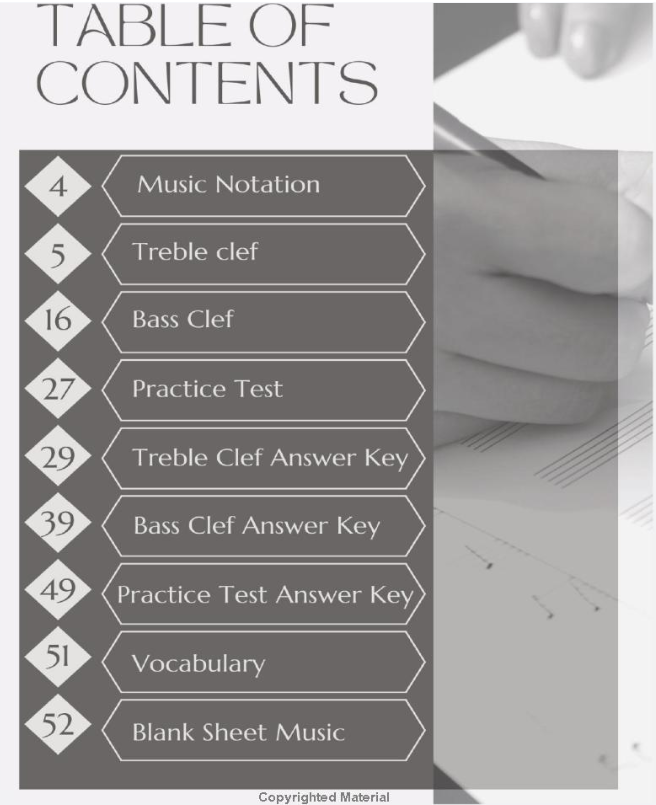 TABLE OF
CONTENTS
4 Music Notation
5 Treble clef
16 Bass Clef
27 Practice Test
29 Treble Clef Answer Key
39 Bass Clef Answer Key
49 Practice Test Answer Key
51 Vocabulary
52 Blank Sheet Music
Copyrighted Material